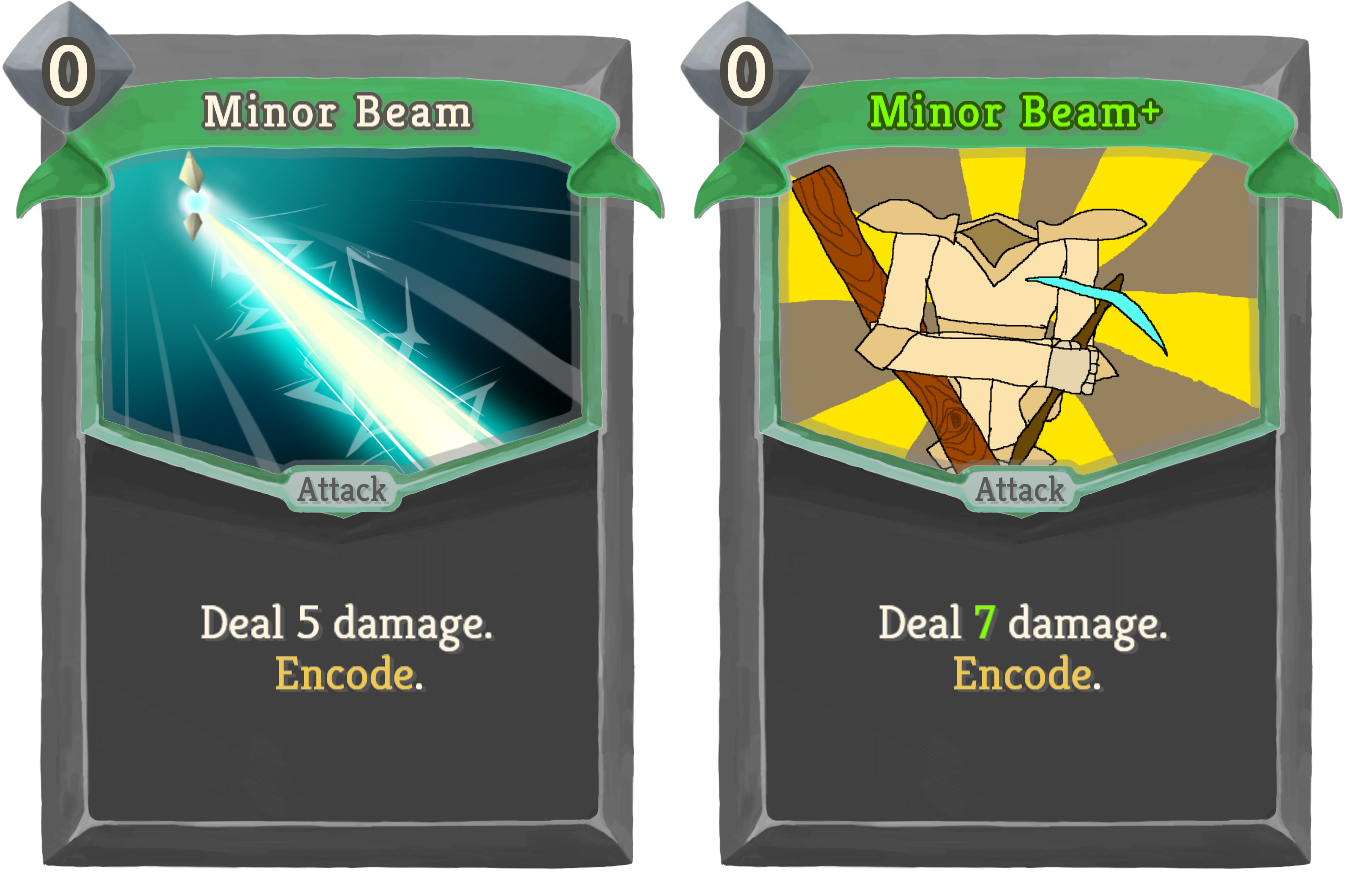 0
Minor Beam
Attack
Deal 5 damage.
Encode.
0
Minor Beam+
Attack
Deal 7 damage.
Encode.